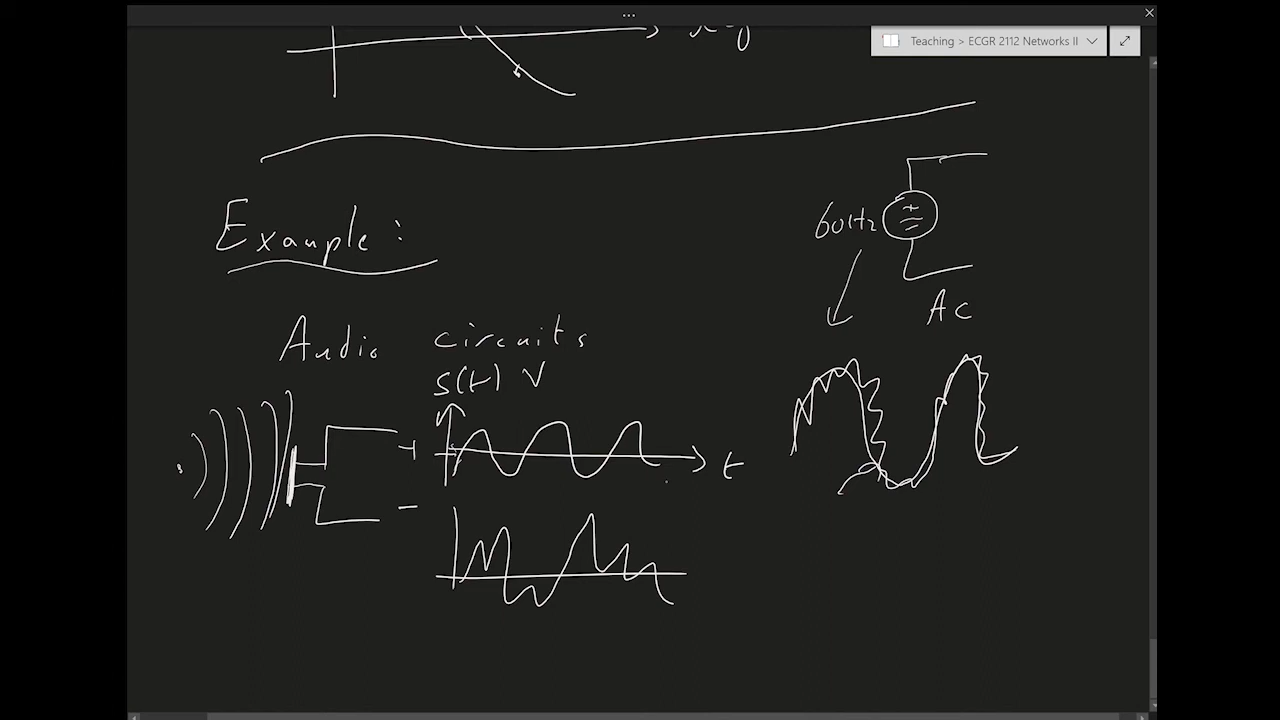 Teaching > ECGR 2112 Networks II
Example:
60Hz
AC
Audio circuits
s(t) V
t